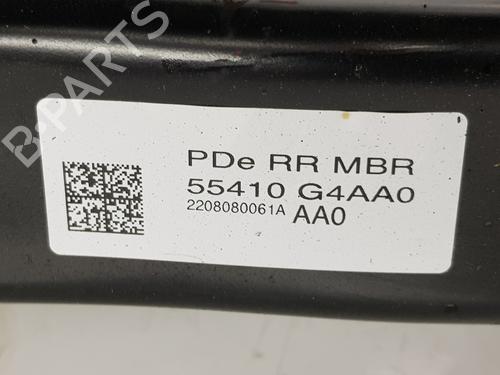 B-PARTS
PDe RR MBR
55410 G4AA0
2208080061A AA0